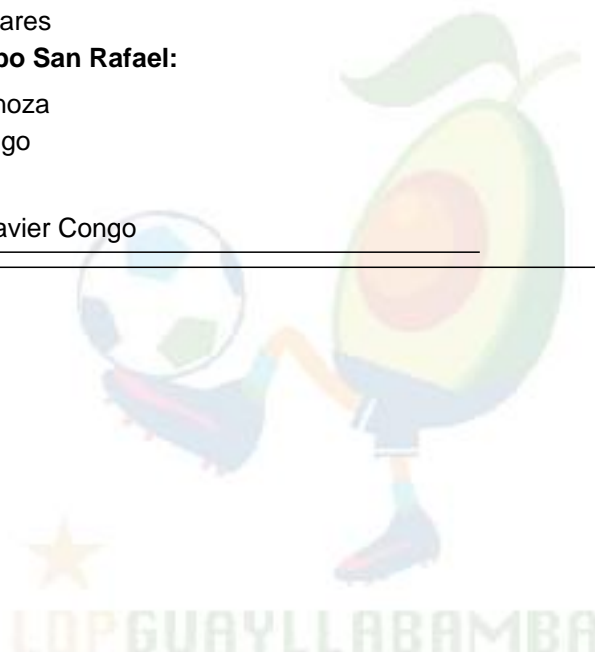 ares
po San Rafael:
noza
go
avier Congo
LDPGUAYLLABAMBA